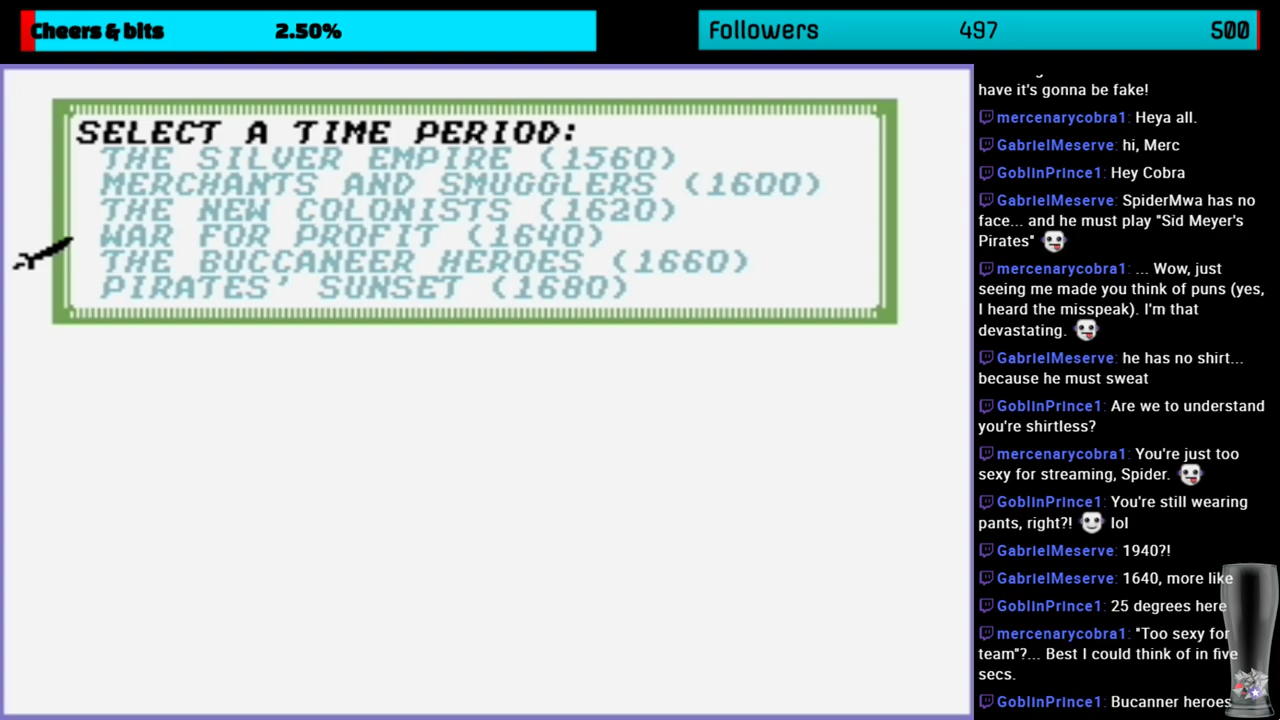 Cheers & bits 2.50%
Followers 497 500
SELECT A TIME PERIOD:
THE SILVER EMPIRE (1560)
MERCHANTS AND SMUGGLERS (1600)
THE NEW COLONISTS (1620)
WAR FOR PROFIT (1640)
THE BUCCANEER HEROES (1660)
PIRATES' SUNSET (1680)
have it's gonna be fake!
mercenarycobra1: Heya all.
GabrielMeserve: hi, Merc
GoblinPrince1: Hey Cobra
GabrielMeserve: SpiderMwa has no
face... and he must play "Sid Meyer's
Pirates"
mercenarycobra1: ... Wow, just
seeing me made you think of puns (yes,
I heard the misspeak). I'm that
devastating.
GabrielMeserve: he has no shirt...
because he must sweat
GoblinPrince1: Are we to understand
you're shirtless?
mercenarycobra1: You're just too
sexy for streaming, Spider.
GoblinPrince1: You're still wearing
pants, right?! lol
GabrielMeserve: 1940?!
GabrielMeserve: 1640, more like
GoblinPrince1: 25 degrees here
mercenarycobra1: "Too sexy for
team"?... Best I could think of in five
secs.
GoblinPrince1: Bucanner heroes